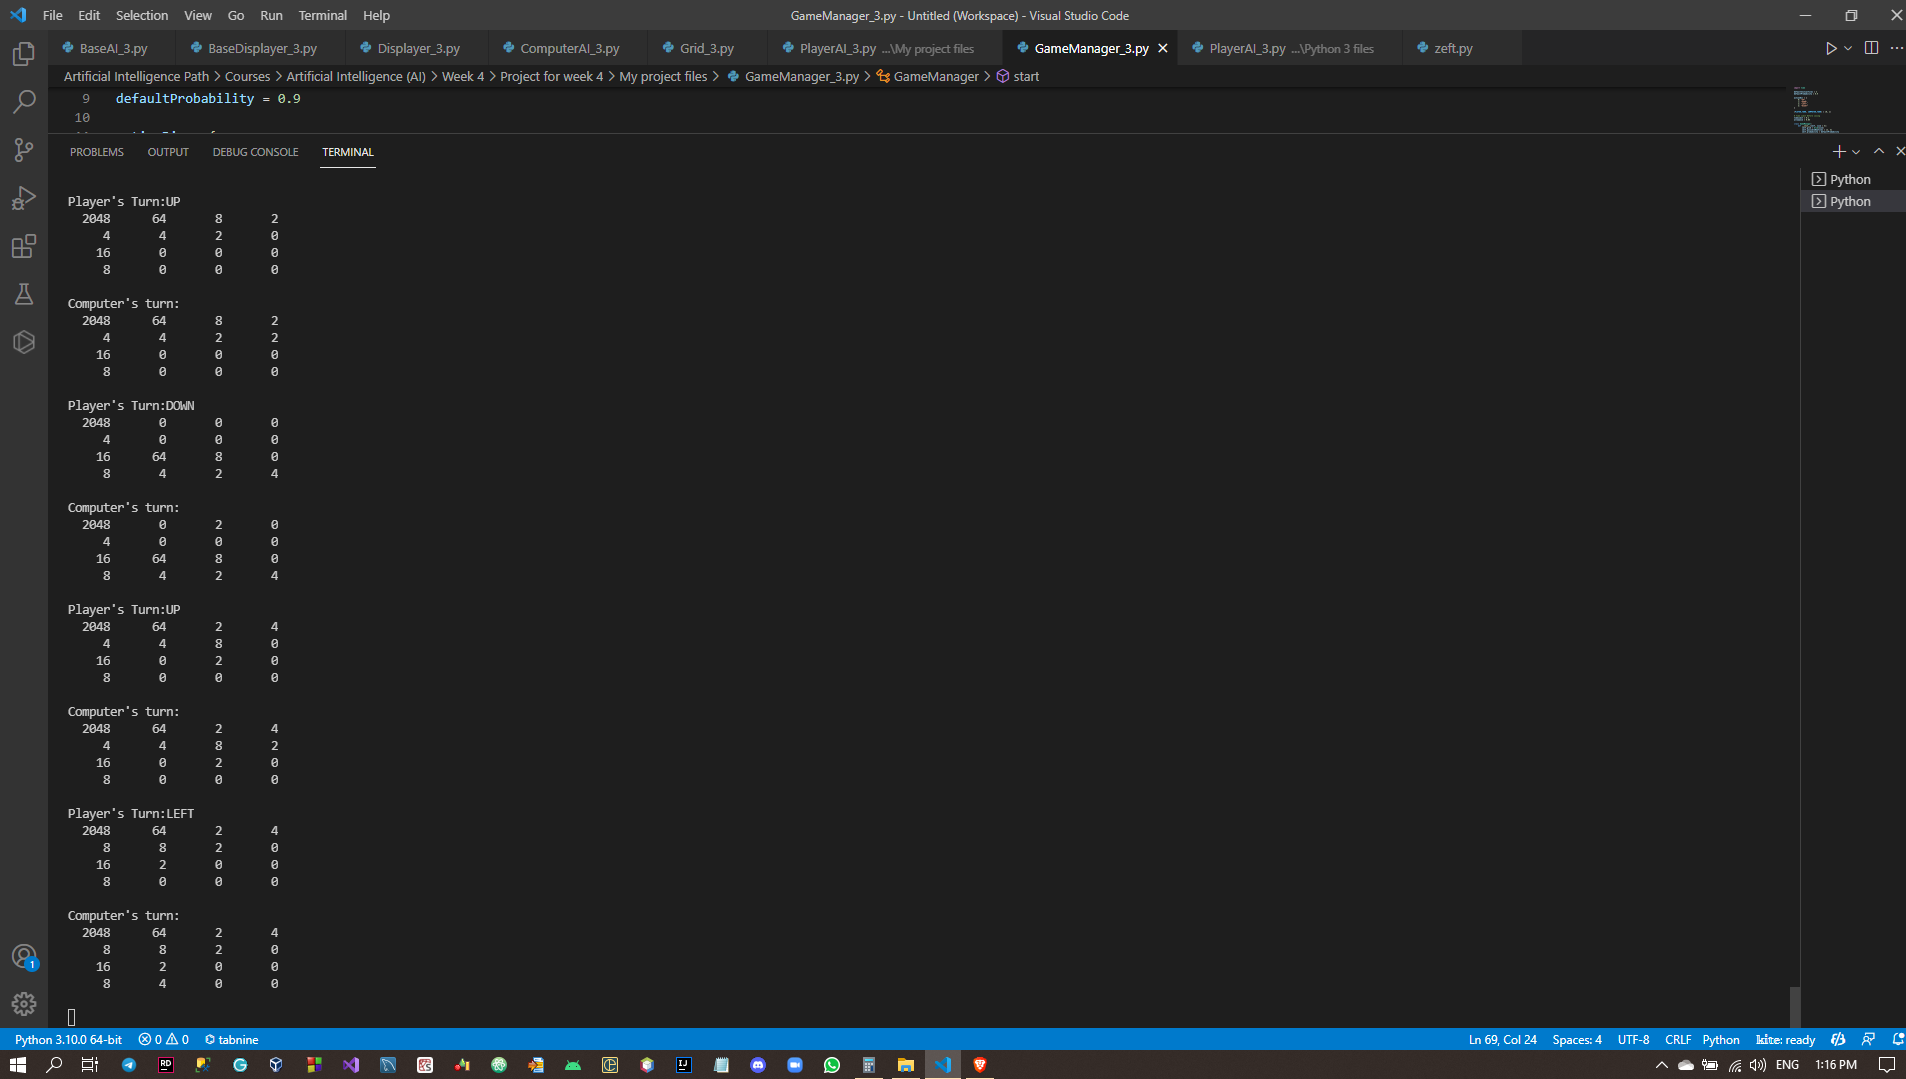 File Edit Selection View Go Run Terminal Help GameManager_3.py - Untitled (Workspace) - Visual Studio Code
BaseAI_3.py BaseDisplayer_3.py Displayer_3.py ComputerAI_3.py Grid_3.py PlayerAI_3.py ...\My project files GameManager_3.py PlayerAI_3.py ...\Python 3 files zeft.py
Artificial Intelligence Path > Courses > Artificial Intelligence (AI) > Week 4 > Project for week 4 > My project files > GameManager_3.py > GameManager > start
9 defaultProbability = 0.9
10
PROBLEMS OUTPUT DEBUG CONSOLE TERMINAL
Python
Python
Player's Turn:UP
2048 64 8 2
4 4 2 0
16 0 0 0
8 0 0 0
Computer's turn:
2048 64 8 2
4 4 2 2
16 0 0 0
8 0 0 0
Player's Turn:DOWN
2048 0 0 0
4 0 0 0
16 64 8 0
8 4 2 4
Computer's turn:
2048 0 2 0
4 0 0 0
16 64 8 0
8 4 2 4
Player's Turn:UP
2048 64 2 4
4 4 8 0
16 0 2 0
8 0 0 0
Computer's turn:
2048 64 2 4
4 4 8 2
16 0 2 0
8 0 0 0
Player's Turn:LEFT
2048 64 2 4
8 8 2 0
16 2 0 0
8 0 0 0
Computer's turn:
2048 64 2 4
8 8 2 0
16 2 0 0
8 4 0 0
1
Python 3.10.0 64-bit 0 0 tabnine Ln 69, Col 24 Spaces: 4 UTF-8 CRLF Python kite: ready
ENG 1:16 PM